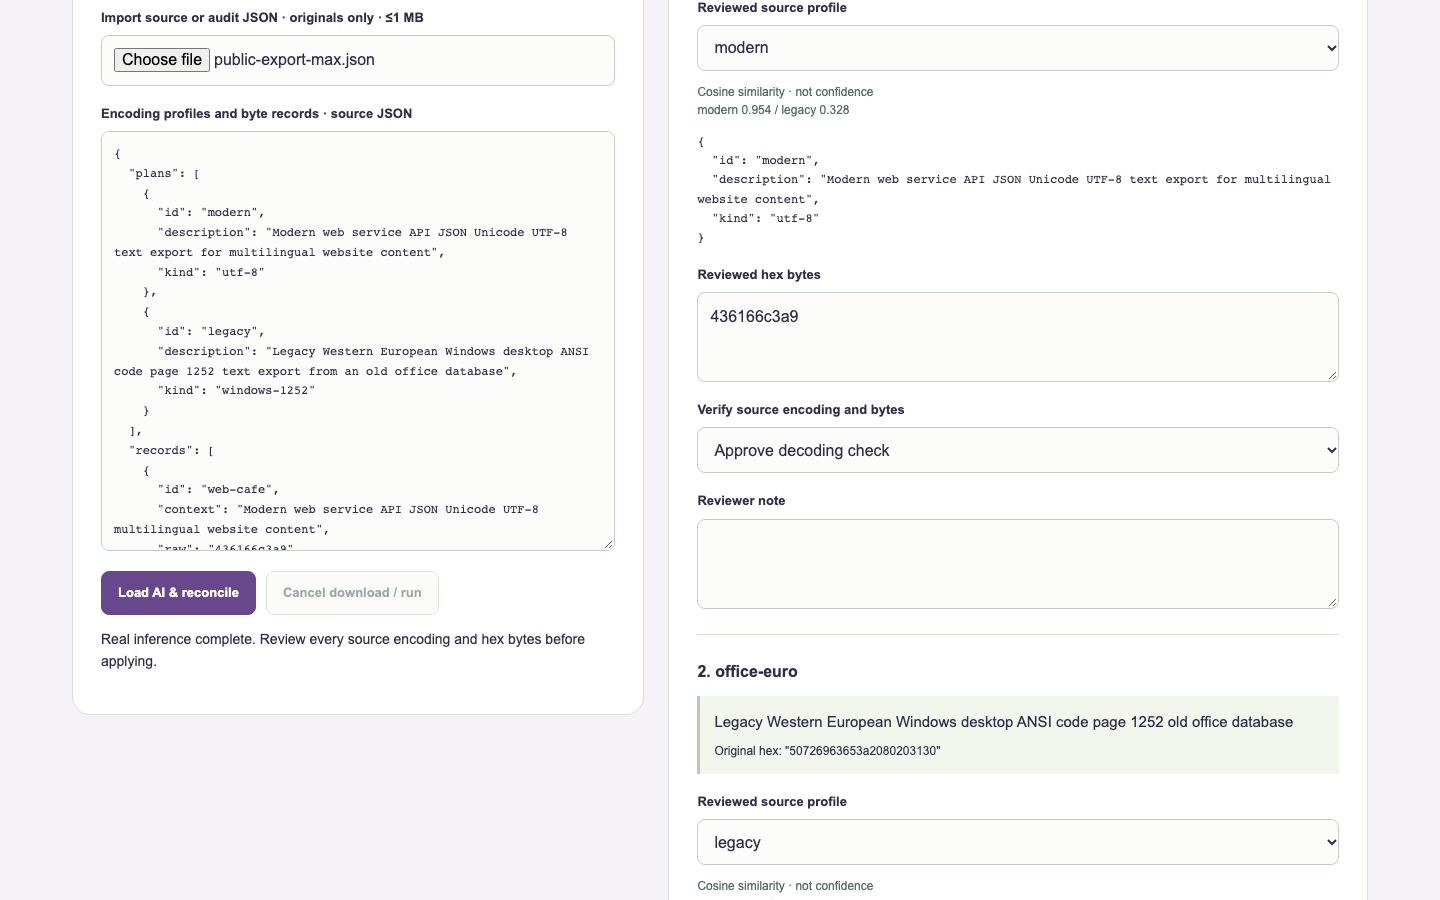 Import source or audit JSON · originals only · ≤1 MB
Choose file public-export-max.json
Encoding profiles and byte records · source JSON
{
"plans": [
{
"id": "modern",
"description": "Modern web service API JSON Unicode UTF-8
text export for multilingual website content",
"kind": "utf-8"
},
{
"id": "legacy",
"description": "Legacy Western European Windows desktop ANSI
code page 1252 text export from an old office database",
"kind": "windows-1252"
}
],
"records": [
{
"id": "web-cafe",
"context": "Modern web service API JSON Unicode UTF-8
multilingual website content",
"raw": "436166c3a9"
Load AI & reconcile
Cancel download / run
Real inference complete. Review every source encoding and hex bytes before
applying.
Reviewed source profile
modern
Cosine similarity · not confidence
modern 0.954 / legacy 0.328
{
"id": "modern",
"description": "Modern web service API JSON Unicode UTF-8 text export for multilingual
website content",
"kind": "utf-8"
}
Reviewed hex bytes
436166c3a9
Verify source encoding and bytes
Approve decoding check
Reviewer note
2. office-euro
Legacy Western European Windows desktop ANSI code page 1252 old office database
Original hex: "50726963653a2080203130"
Reviewed source profile
legacy
Cosine similarity · not confidence